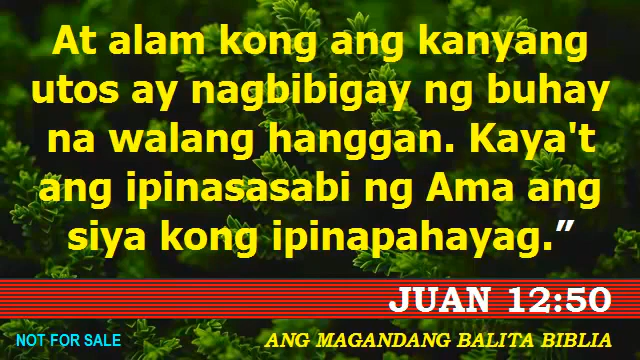 At alam kong ang kanyang
utos ay nagbibigay ng buhay
na walang hanggan. Kaya't
ang ipinasasabi ng Ama ang
siya kong ipinapahayag.”
JUAN 12:50
NOT FOR SALE
ANG MAGANDANG BALITA BIBLIA